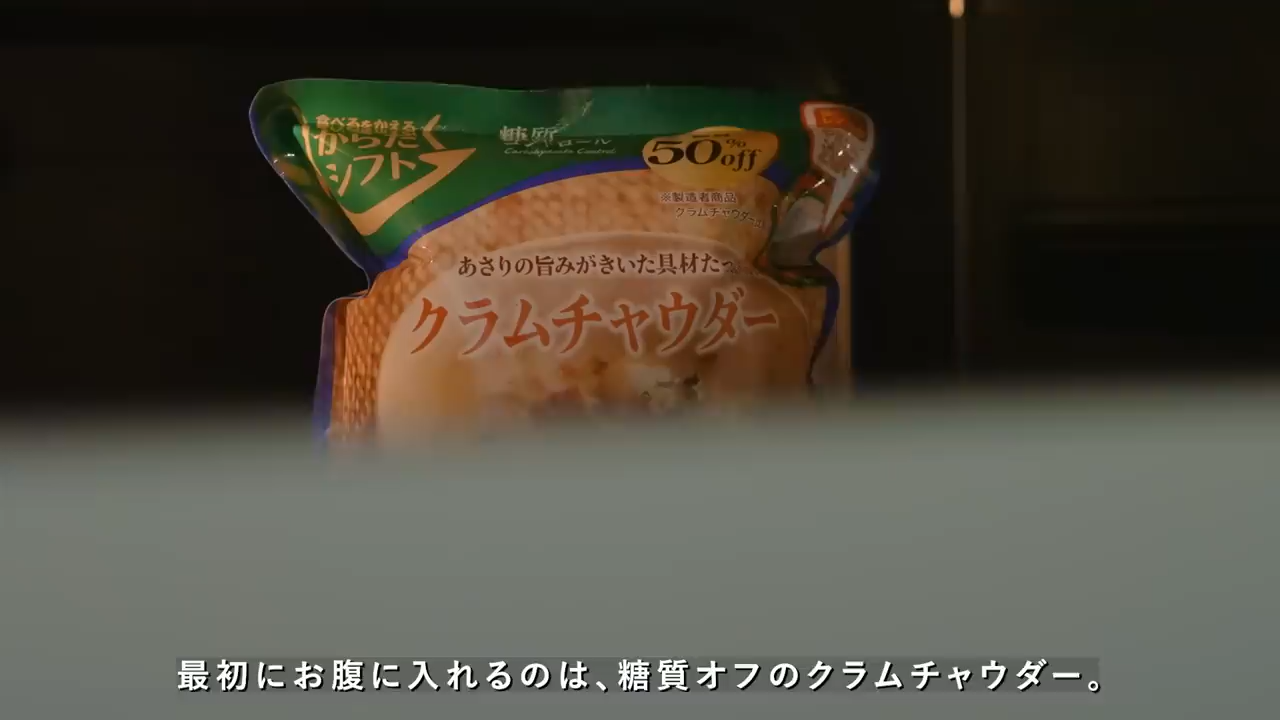 食べるをかえる
からだ
シフト
糖質
ロール
Carbohydrate Control
50%
off
※製造者商品
クラムチャウダー
あさりの旨みがきいた具材たっ
クラムチャウダー
最初にお腹に入れるのは、糖質オフのクラムチャウダー。